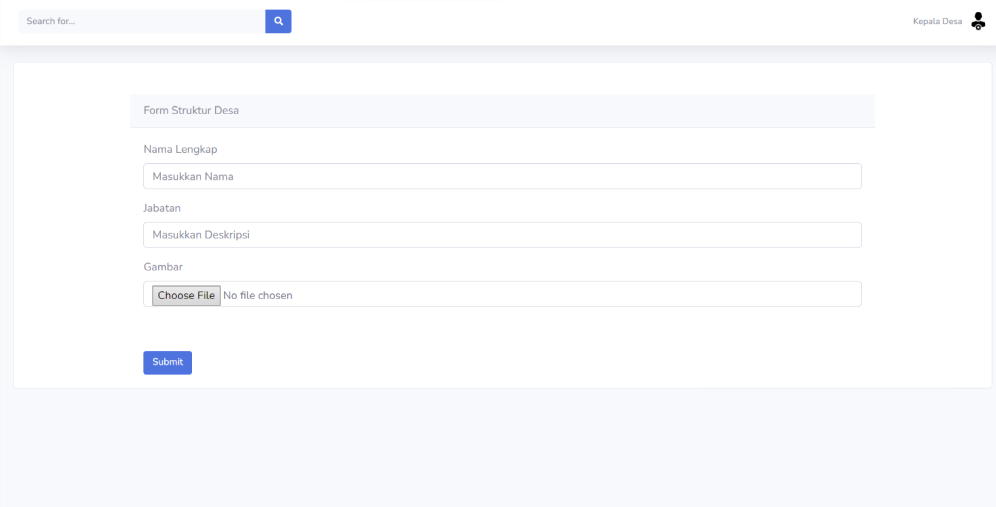 Search for...
Kepala Desa
Form Struktur Desa
Nama Lengkap
Masukkan Nama
Jabatan
Masukkan Deskripsi
Gambar
Choose File No file chosen
Submit